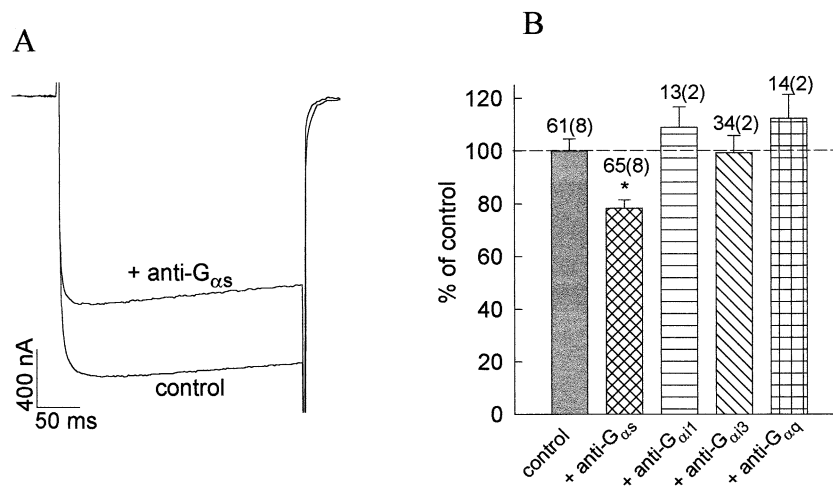 A
+ anti-Gαs
control
400 nA
50 ms
B
% of control
120
100
80
60
40
20
0
61(8)
65(8)
*
13(2)
34(2)
14(2)
control
+ anti-Gαs
+ anti-Gαi1
+ anti-Gαi3
+ anti-Gαq